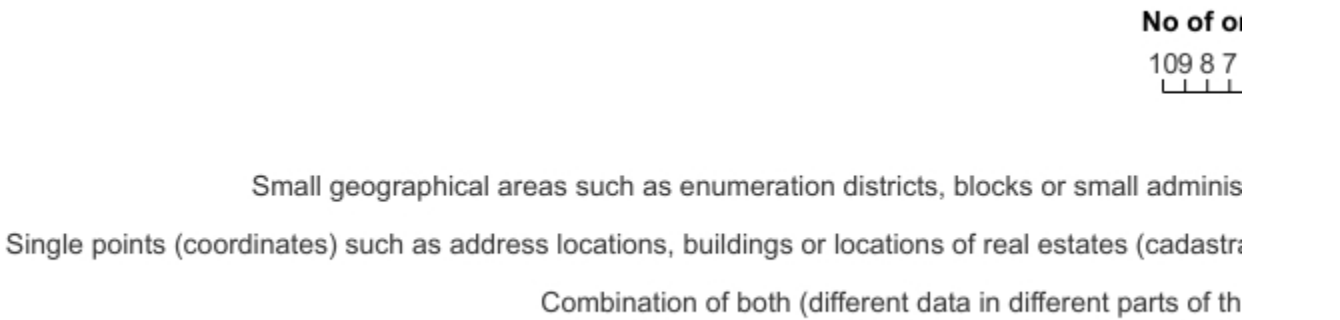 No of
109 8 7
Small geographical areas such as enumeration districts, blocks or small
Single points (coordinates) such as address locations, buildings or locations of real estates
Combination of both (different data in different parts of th